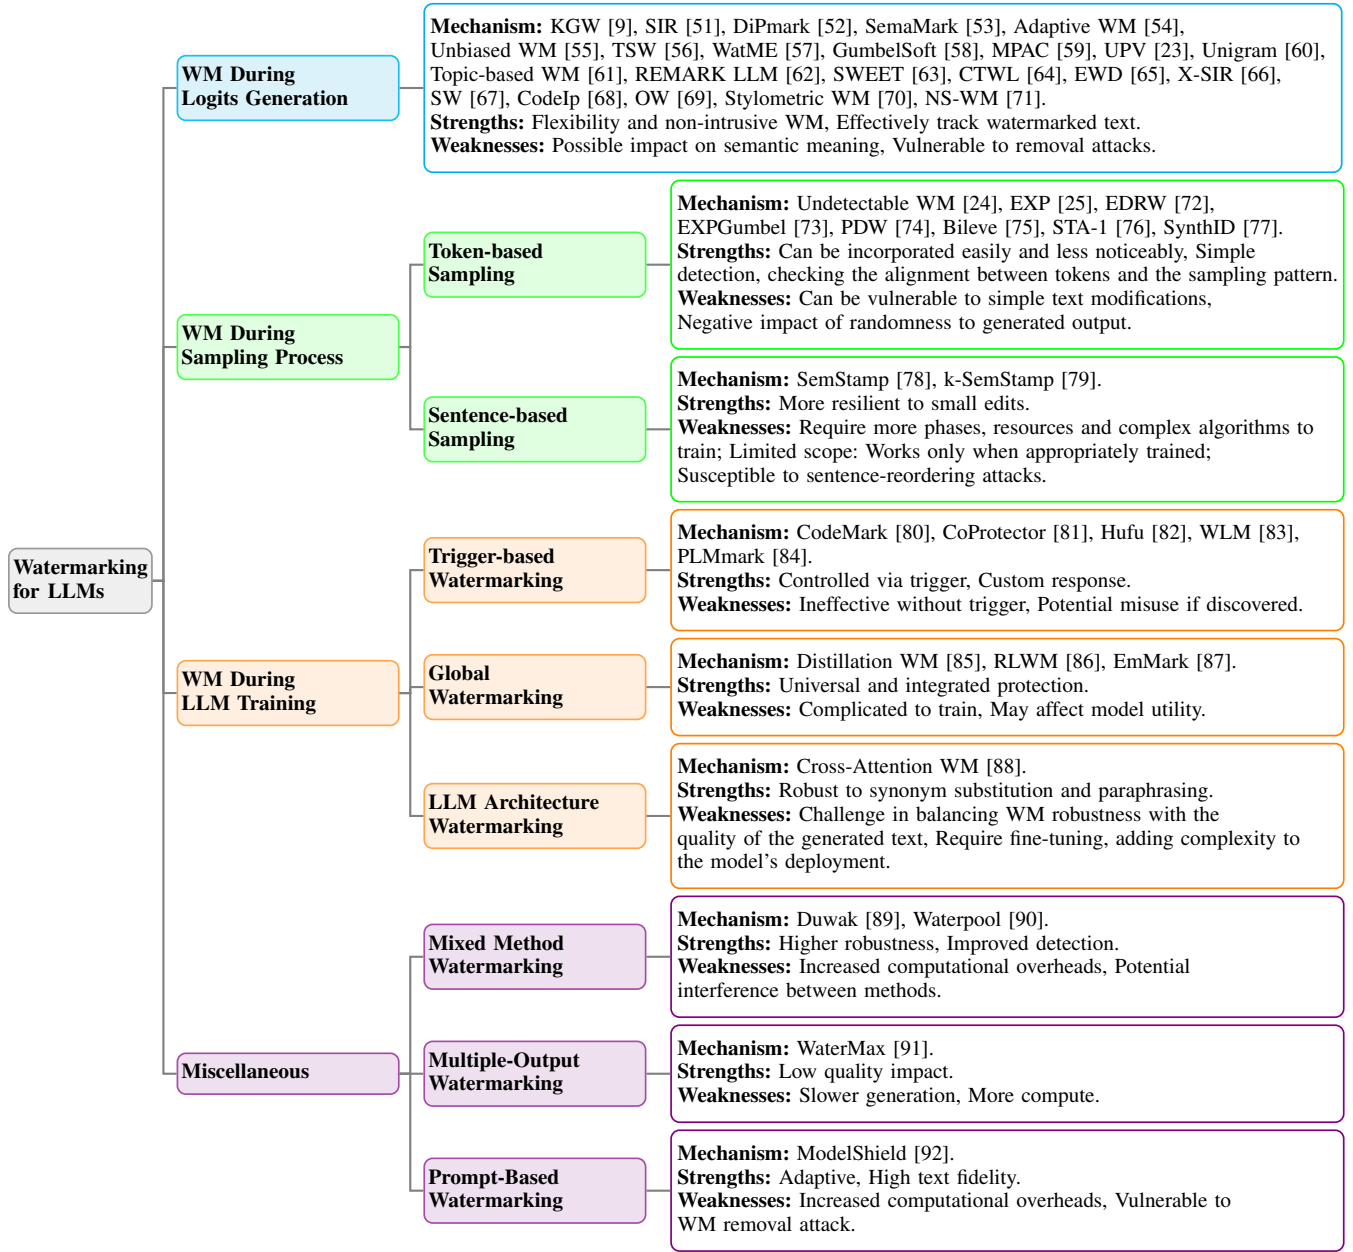 Watermarking
for LLMs
WM During
Logits Generation
Mechanism: KGW [9], SIR [51], DiPmark [52], SemaMark [53], Adaptive WM [54],
Unbiased WM [55], TSW [56], WatME [57], GumbelSoft [58], MPAC [59], UPV [23], Unigram [60],
Topic-based WM [61], REMARK LLM [62], SWEET [63], CTWL [64], EWD [65], X-SIR [66],
SW [67], CodeIp [68], OW [69], Stylometric WM [70], NS-WM [71].
Strengths: Flexibility and non-intrusive WM, Effectively track watermarked text.
Weaknesses: Possible impact on semantic meaning, Vulnerable to removal attacks.
WM During
Sampling Process
Token-based
Sampling
Mechanism: Undetectable WM [24], EXP [25], EDRW [72],
EXPGumbel [73], PDW [74], Bileve [75], STA-1 [76], SynthID [77].
Strengths: Can be incorporated easily and less noticeably, Simple
detection, checking the alignment between tokens and the sampling pattern.
Weaknesses: Can be vulnerable to simple text modifications,
Negative impact of randomness to generated output.
Sentence-based
Sampling
Mechanism: SemStamp [78], k-SemStamp [79].
Strengths: More resilient to small edits.
Weaknesses: Require more phases, resources and complex algorithms to
train; Limited scope: Works only when appropriately trained;
Susceptible to sentence-reordering attacks.
WM During
LLM Training
Trigger-based
Watermarking
Mechanism: CodeMark [80], CoProtector [81], Hufu [82], WLM [83],
PLMmark [84].
Strengths: Controlled via trigger, Custom response.
Weaknesses: Ineffective without trigger, Potential misuse if discovered.
Global
Watermarking
Mechanism: Distillation WM [85], RLWM [86], EmMark [87].
Strengths: Universal and integrated protection.
Weaknesses: Complicated to train, May affect model utility.
LLM Architecture
Watermarking
Mechanism: Cross-Attention WM [88].
Strengths: Robust to synonym substitution and paraphrasing.
Weaknesses: Challenge in balancing WM robustness with the
quality of the generated text, Require fine-tuning, adding complexity to
the model's deployment.
Miscellaneous
Mixed Method
Watermarking
Mechanism: Duwak [89], Waterpool [90].
Strengths: Higher robustness, Improved detection.
Weaknesses: Increased computational overheads, Potential
interference between methods.
Multiple-Output
Watermarking
Mechanism: WaterMax [91].
Strengths: Low quality impact.
Weaknesses: Slower generation, More compute.
Prompt-Based
Watermarking
Mechanism: ModelShield [92].
Strengths: Adaptive, High text fidelity.
Weaknesses: Increased computational overheads, Vulnerable to
WM removal attack.